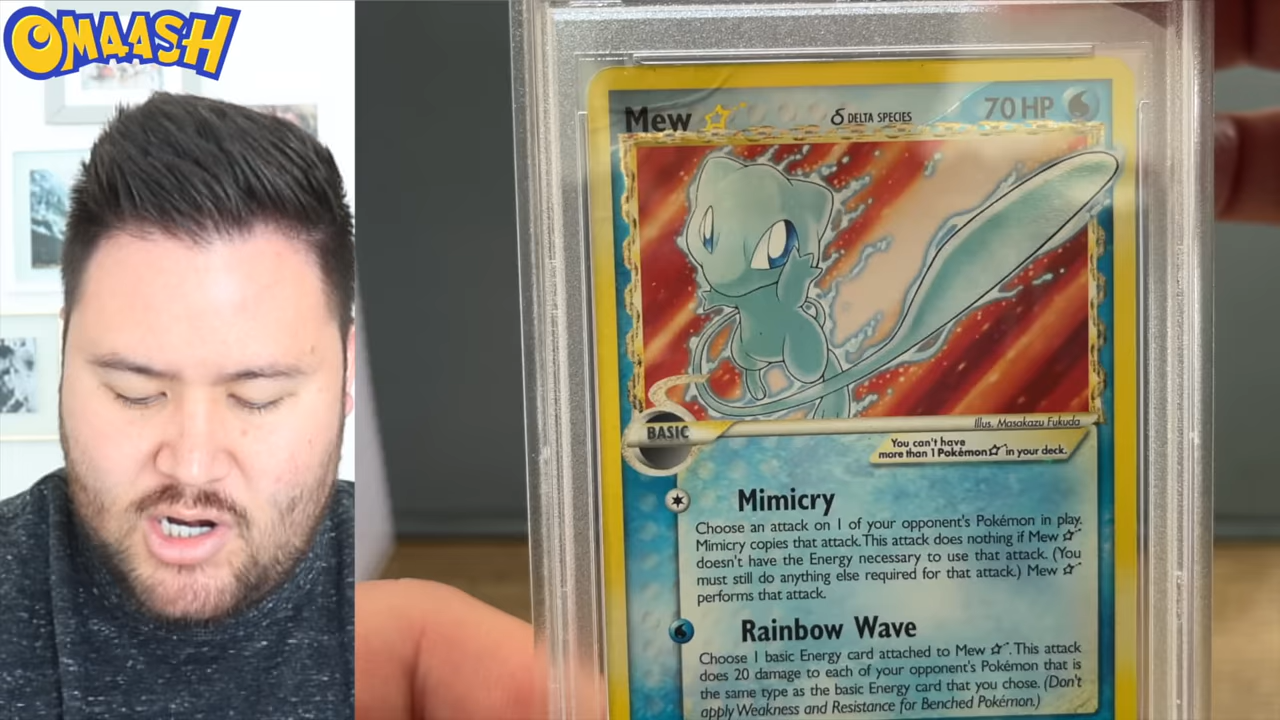 OMAASH
Mew δ DELTA SPECIES 70 HP
BASIC
Illus. Masakazu Fukuda
You can't have
more than 1 Pokémon☆ in your deck.
Mimicry
Choose an attack on 1 of your opponent's Pokémon in play.
Mimicry copies that attack. This attack does nothing if Mew ☆
doesn't have the Energy necessary to use that attack. (You
must still do anything else required for that attack.) Mew ☆
performs that attack.
Rainbow Wave
Choose 1 basic Energy card attached to Mew ☆. This attack
does 20 damage to each of your opponent's Pokémon that is
the same type as the basic Energy card that you chose. (Don't
apply Weakness and Resistance for Benched Pokémon.)